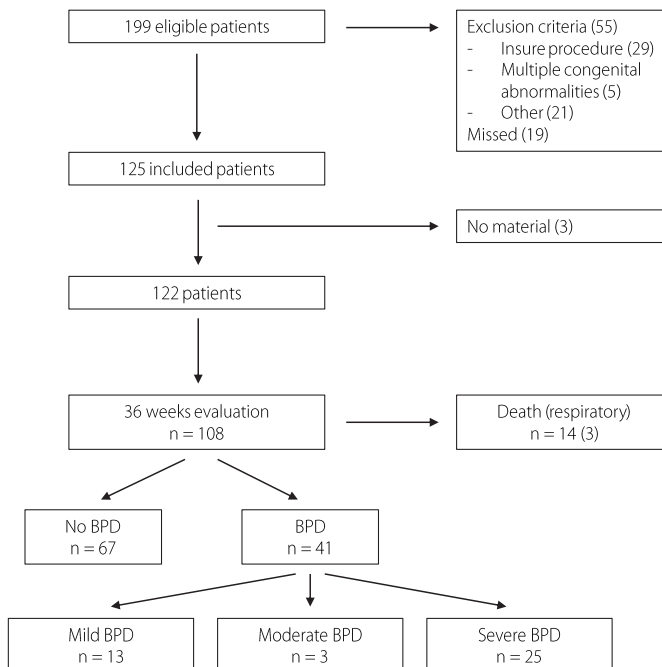 199 eligible patients
Exclusion criteria (55)
- Insure procedure (29)
- Multiple congenital
abnormalities (5)
- Other (21)
Missed (19)
125 included patients
No material (3)
122 patients
36 weeks evaluation
n = 108
Death (respiratory)
n = 14 (3)
No BPD
n = 67
BPD
n = 41
Mild BPD
n = 13
Moderate BPD
n = 3
Severe BPD
n = 25